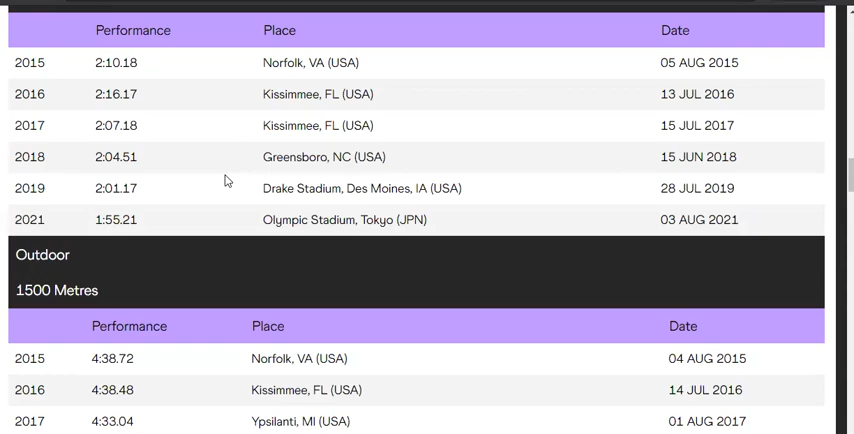 Performance Place Date
2015 2:10.18 Norfolk, VA (USA) 05 AUG 2015
2016 2:16.17 Kissimmee, FL (USA) 13 JUL 2016
2017 2:07.18 Kissimmee, FL (USA) 15 JUL 2017
2018 2:04.51 Greensboro, NC (USA) 15 JUN 2018
2019 2:01.17 Drake Stadium, Des Moines, IA (USA) 28 JUL 2019
2021 1:55.21 Olympic Stadium, Tokyo (JPN) 03 AUG 2021
Outdoor
1500 Metres
Performance Place Date
2015 4:38.72 Norfolk, VA (USA) 04 AUG 2015
2016 4:38.48 Kissimmee, FL (USA) 14 JUL 2016
2017 4:33.04 Ypsilanti, MI (USA) 01 AUG 2017